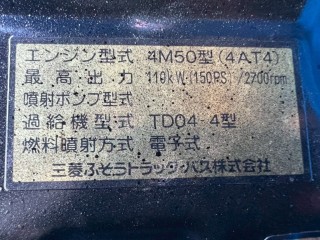 エンジン型式 4M50型(4AT4)
最高出力 110kW(150PS)/2700rpm
噴射ポンプ型式
過給機型式 TD04-4型
燃料噴射方式 電子式
三菱ふそうトラック・バス株式会社